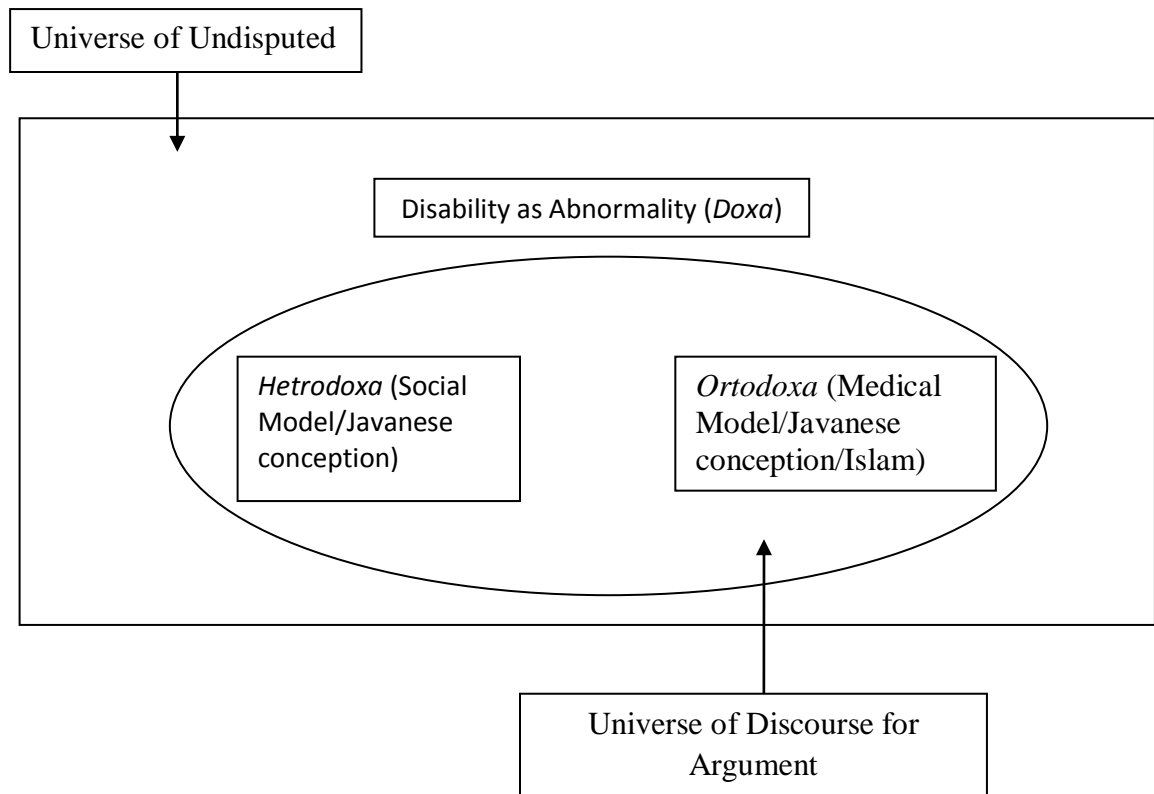 Universe of Undisputed
Disability as Abnormality (Doxa)
Hetrodoxa (Social
Model/Javanese
conception)
Ortodoxa (Medical
Model/Javanese
conception/Islam)
Universe of Discourse for
Argument